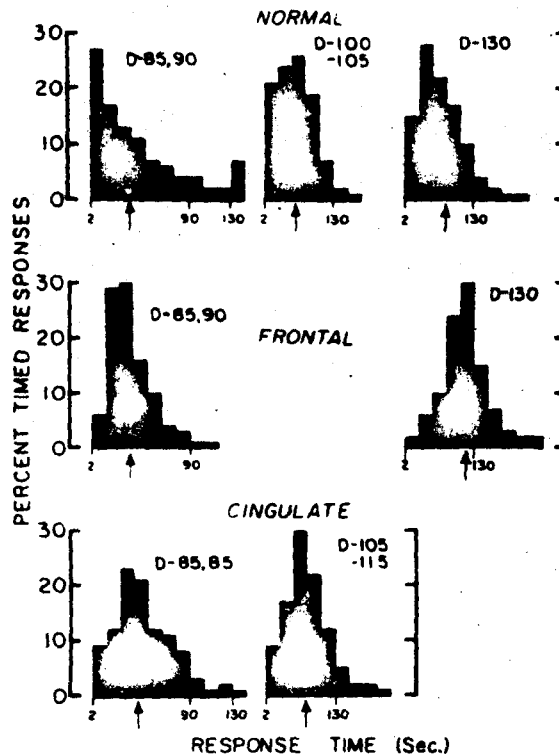 NORMAL
30
20
10
0
D-85,90
D-100
-105
D-130
2 90 130
2 130
2 130
PERCENT TIMED RESPONSES
30
20
10
0
D-85,90
FRONTAL
D-130
2 90
2 130
CINGULATE
30
20
10
0
D-85,85
D-105
-115
2 90 130
2 130
RESPONSE TIME (Sec.)